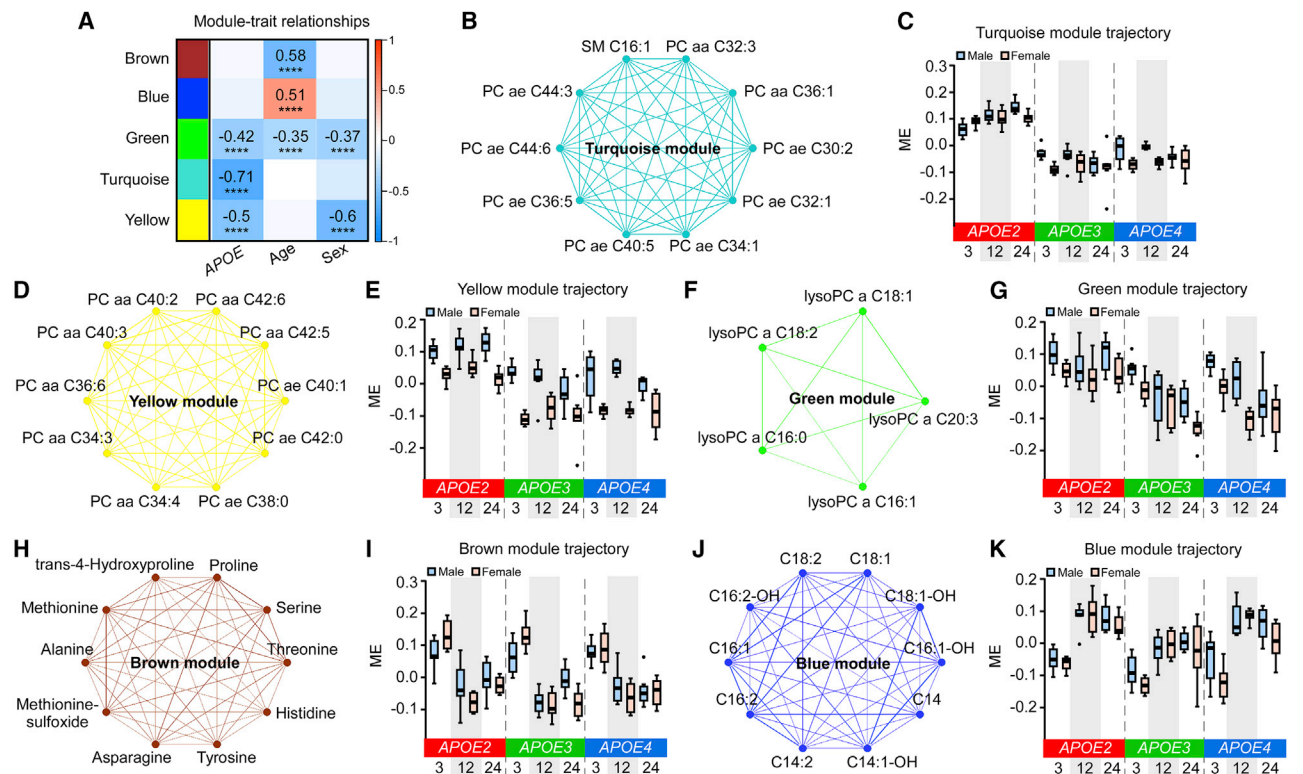 A
Module-trait relationships
Brown
Blue
Green
Turquoise
Yellow
0.58
****
0.51
****
-0.42
****
-0.35
****
-0.37
****
-0.71
****
-0.5
****
-0.6
****
APOE
Age
Sex
1
0.5
0
-0.5
-1
B
SM C16:1
PC aa C32:3
PC ae C44:3
PC aa C36:1
PC ae C44:6
Turquoise module
PC ae C30:2
PC ae C36:5
PC ae C32:1
PC ae C40:5
PC ae C34:1
C
Turquoise module trajectory
Male
Female
ME
0.3
0.2
0.1
0.0
-0.1
-0.2
APOE2
APOE3
APOE4
3 12 24 3 12 24 3 12 24
D
PC aa C40:2
PC aa C42:6
PC aa C40:3
PC aa C42:5
PC aa C36:6
Yellow module
PC ae C40:1
PC aa C34:3
PC ae C42:0
PC aa C34:4
PC ae C38:0
E
Yellow module trajectory
Male
Female
ME
0.2
0.1
0.0
-0.1
-0.2
APOE2
APOE3
APOE4
3 12 24 3 12 24 3 12 24
F
lysoPC a C18:1
lysoPC a C18:2
Green module
lysoPC a C20:3
lysoPC a C16:0
lysoPC a C16:1
G
Green module trajectory
Male
Female
ME
0.2
0.1
0.0
-0.1
-0.2
APOE2
APOE3
APOE4
3 12 24 3 12 24 3 12 24
H
trans-4-Hydroxyproline
Proline
Methionine
Serine
Alanine
Brown module
Threonine
Methionine-
sulfoxide
Histidine
Asparagine
Tyrosine
I
Brown module trajectory
Male
Female
ME
0.3
0.2
0.1
0.0
-0.1
APOE2
APOE3
APOE4
3 12 24 3 12 24 3 12 24
J
C18:2
C18:1
C16:2-OH
C18:1-OH
C16:1
Blue module
C16:1-OH
C16:2
C14
C14:2
C14:1-OH
K
Blue module trajectory
Male
Female
ME
0.2
0.1
0.0
-0.1
-0.2
APOE2
APOE3
APOE4
3 12 24 3 12 24 3 12 24